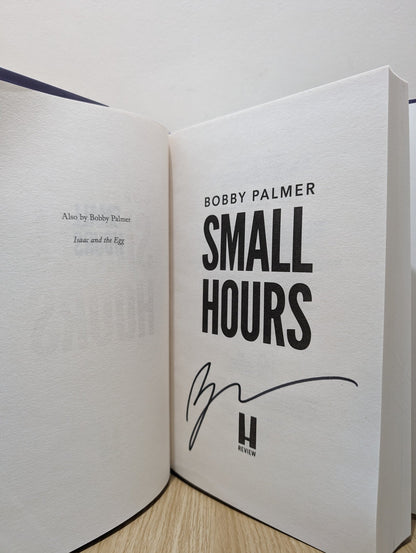 Also by Bobby Palmer
Isaac and the Egg
BOBBY PALMER
SMALL
HOURS
H
REVIEW